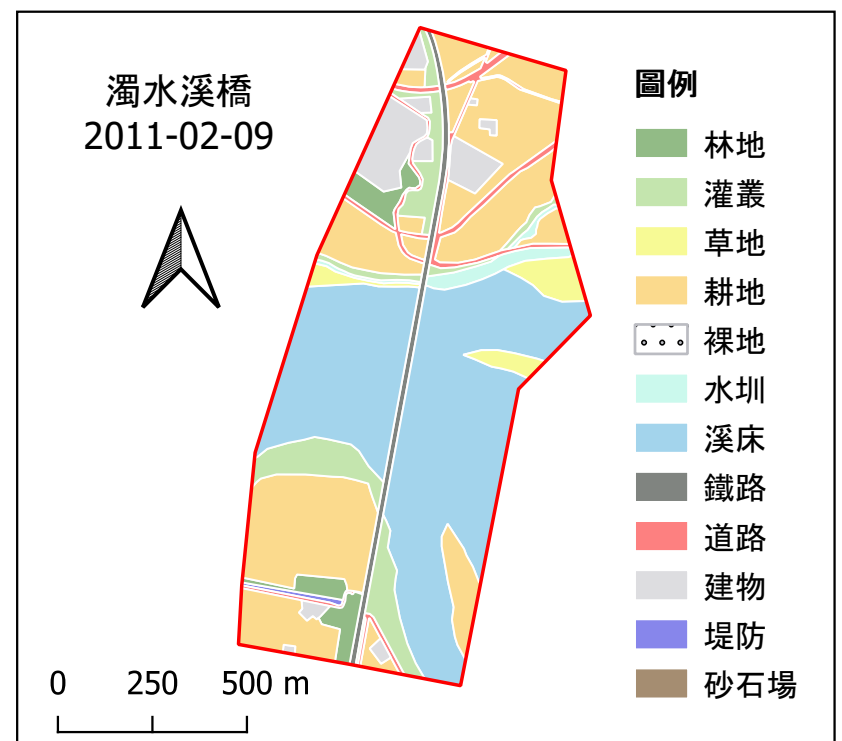 濁水溪橋
2011-02-09
圖例
林地
灌叢
草地
耕地
裸地
水圳
溪床
鐵路
道路
建物
堤防
砂石場
0 250 500 m